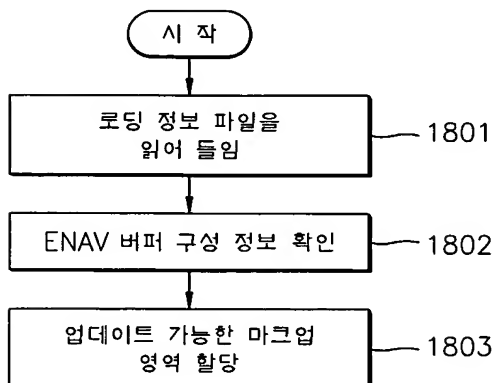 시 작
로딩 정보 파일을
읽어 들임
1801
ENAV 버퍼 구성 정보 확인
1802
업데이트 가능한 마크업
영역 할당
1803